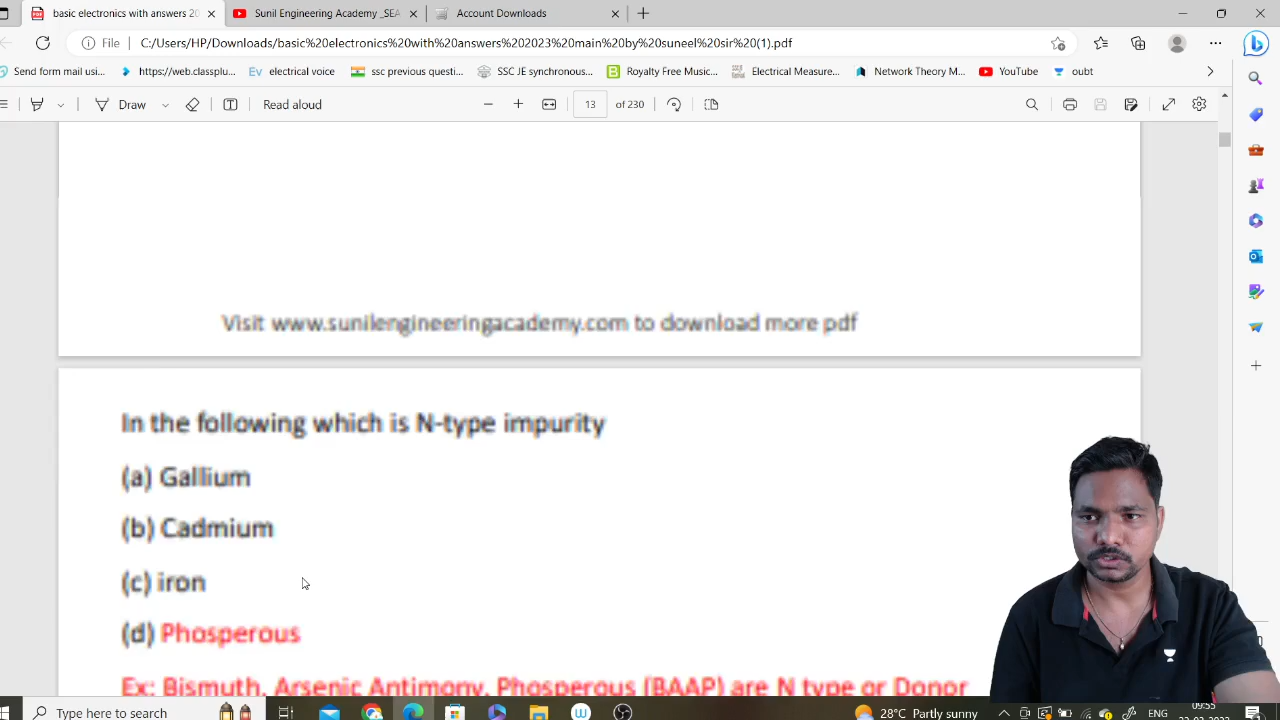 basic electronics with answers 20
Sunil Engineering Academy _SEA
Account Downloads
File
C:/Users/HP/Downloads/basic%20electronics%20with%20answers%202023%20main%20by%20suneel%20sir%20(1).pdf
Send form mail u...
https://web.classplu...
Ev electrical voice
ssc previous questi...
SSC JE synchronous...
Royalty Free Music...
Electrical Measure...
Network Theory M...
YouTube
oubt
Draw
Read aloud
13
of 230
Visit www.sunilengineeringacademy.com to download more pdf
In the following which is N-type impurity
(a) Gallium
(b) Cadmium
(c) iron
(d) Phosperous
Ex: Bismuth, Arsenic Antimony, Phosperous (BAAP) are N type or Donor
Type here to search
28°C Partly sunny
ENG
09:55